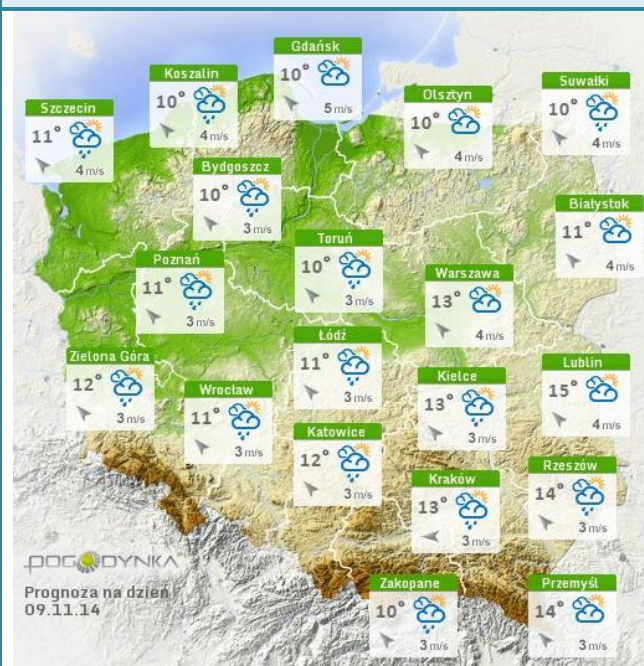 Gdańsk
10°
5 m/s
Koszalin
10°
4 m/s
Suwałki
10°
4 m/s
Olsztyn
10°
4 m/s
Szczecin
11°
4 m/s
Bydgoszcz
10°
3 m/s
Białystok
11°
4 m/s
Toruń
10°
3 m/s
Poznań
11°
3 m/s
Warszawa
13°
4 m/s
Łódź
11°
3 m/s
Zielona Góra
12°
3 m/s
Lublin
15°
4 m/s
Kielce
13°
3 m/s
Wrocław
11°
3 m/s
Katowice
12°
3 m/s
Rzeszów
14°
3 m/s
Kraków
13°
3 m/s
POGODYNKA
Prognoza na dzień
09.11.14
Zakopane
10°
3 m/s
Przemyśl
14°
3 m/s